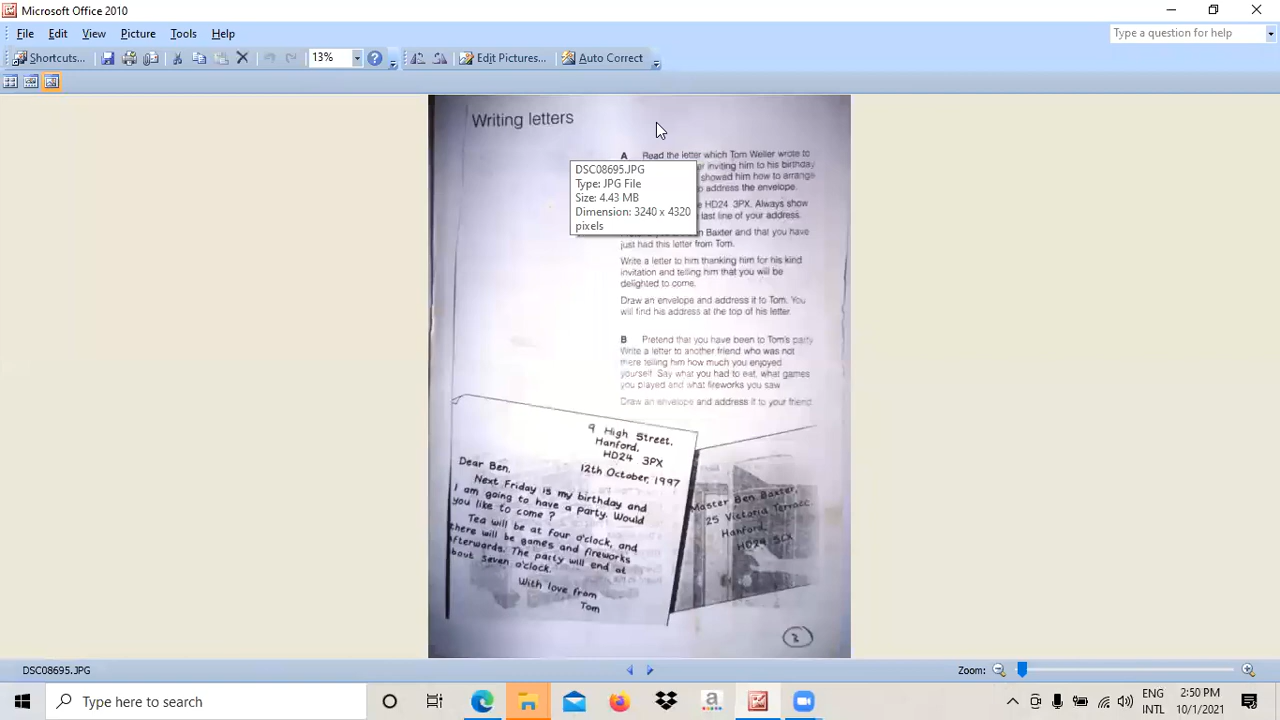 Microsoft Office 2010
File Edit View Picture Tools Help
Type a question for help
Shortcuts...
13%
Edit Pictures...
Auto Correct
Writing letters
A Read the letter which Tom Weller wrote to
er inviting him to his birthday
showed him how to arrange
o address the envelope.
HD24 3PX. Always show
last line of your address.
n Baxter and that you have
just had this letter from Tom.
Write a letter to him thanking him for his kind
invitation and telling him that you will be
delighted to come.
Draw an envelope and address it to Tom. You
will find his address at the top of his letter.
DSC08695.JPG
Type: JPG File
Size: 4.43 MB
Dimension: 3240 x 4320
pixels
B Pretend that you have been to Tom's party
Write a letter to another friend who was not
there telling him how much you enjoyed
yourself. Say what you had to eat, what games
you played and what fireworks you saw
Draw an envelope and address it to your friend.
9 High Street,
Hanford,
HD24 3PX
12th October, 1997
Dear Ben,
Next Friday is my birthday and
I am going to have a party. Would
you like to come?
Tea will be at four o'clock, and
there will be games and fireworks
afterwards. The party will end at
bout seven o'clock.
With love from
Tom
Master Ben Baxter,
25 Victoria Terrace,
Hanford,
HD24 5CX
3
DSC08695.JPG
Zoom:
Type here to search
a
ENG
INTL
2:50 PM
10/1/2021